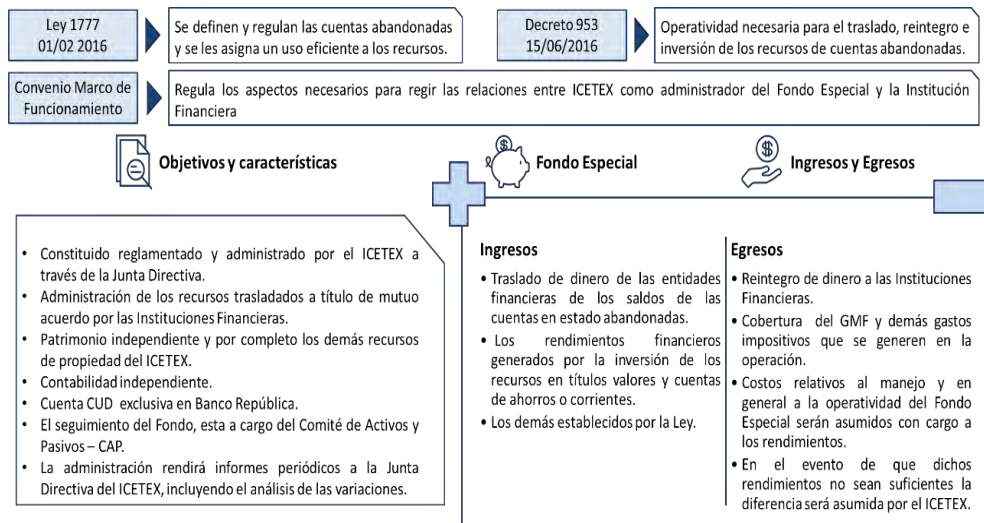 Ley 1777
01/02 2016
Se definen y regulan las cuentas abandonadas
y se les asigna un uso eficiente a los recursos.
Decreto 953
15/06/2016
Operatividad necesaria para el traslado, reintegro e
inversión de los recursos de cuentas abandonadas.
Convenio Marco de
Funcionamiento
Regula los aspectos necesarios para regir las relaciones entre ICETEX como administrador del Fondo Especial y la Institución
Financiera
Objetivos y características
Fondo Especial
Ingresos y Egresos
• Constituido reglamentado y administrado por el ICETEX a
través de la Junta Directiva.
• Administración de los recursos trasladados a título de mutuo
acuerdo por las Instituciones Financieras.
• Patrimonio independiente y por completo los demás recursos
de propiedad del ICETEX.
• Contabilidad independiente.
• Cuenta CUD exclusiva en Banco República.
• El seguimiento del Fondo, esta a cargo del Comité de Activos y
Pasivos – CAP.
• La administración rendirá informes periódicos a la Junta
Directiva del ICETEX, incluyendo el análisis de las variaciones.
Ingresos
• Traslado de dinero de las entidades
financieras de los saldos de las
cuentas en estado abandonadas.
• Los rendimientos financieros
generados por la inversión de los
recursos en títulos valores y cuentas
de ahorros o corrientes.
• Los demás establecidos por la Ley.
Egresos
• Reintegro de dinero a las Instituciones
Financieras.
• Cobertura del GMF y demás gastos
impositivos que se generen en la
operación.
• Costos relativos al manejo y en
general a la operatividad del Fondo
Especial serán asumidos con cargo a
los rendimientos.
• En el evento de que dichos
rendimientos no sean suficientes la
diferencia será asumida por el ICETEX.